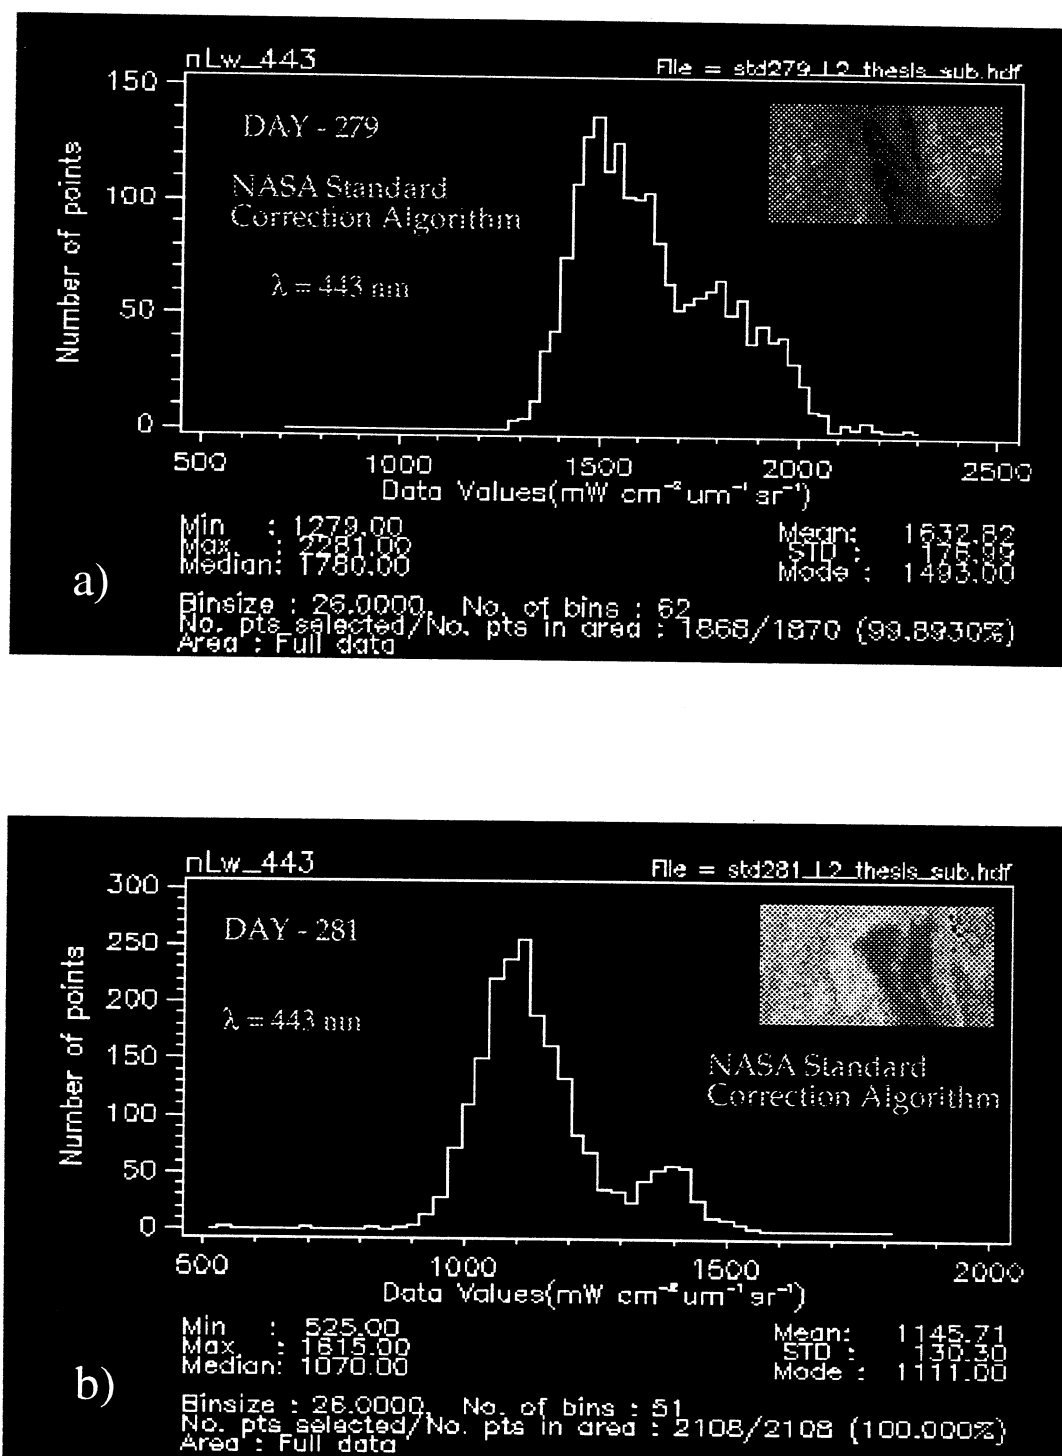 nLw_443
File = std279_L2_thesis_sub.hdf
150
100
50
0
Number of points
DAY - 279
NASA Standard
Correction Algorithm
λ = 443 nm
500 1000 1500 2000 2500
Data Values(mW cm⁻² um⁻¹ sr⁻¹)
Min : 1279.00
Max : 2281.00
Median: 1780.00
Mean: 1632.82
STD : 176.99
Mode : 1493.00
a)
Binsize : 26.0000, No. of bins : 62
No. pts selected/No. pts in area : 1868/1870 (99.8930%)
Area : Full data
nLw_443
File = std281_L2_thesis_sub.hdf
300
250
200
150
100
50
0
Number of points
DAY - 281
λ = 443 nm
NASA Standard
Correction Algorithm
500 1000 1500 2000
Data Values(mW cm⁻² um⁻¹ sr⁻¹)
Min : 525.00
Max. : 1615.00
Median: 1070.00
Mean: 1145.71
STD : 130.30
Mode : 1111.00
b)
Binsize : 26.0000, No. of bins : 51
No. pts selected/No. pts in area : 2108/2108 (100.000%)
Area : Full data